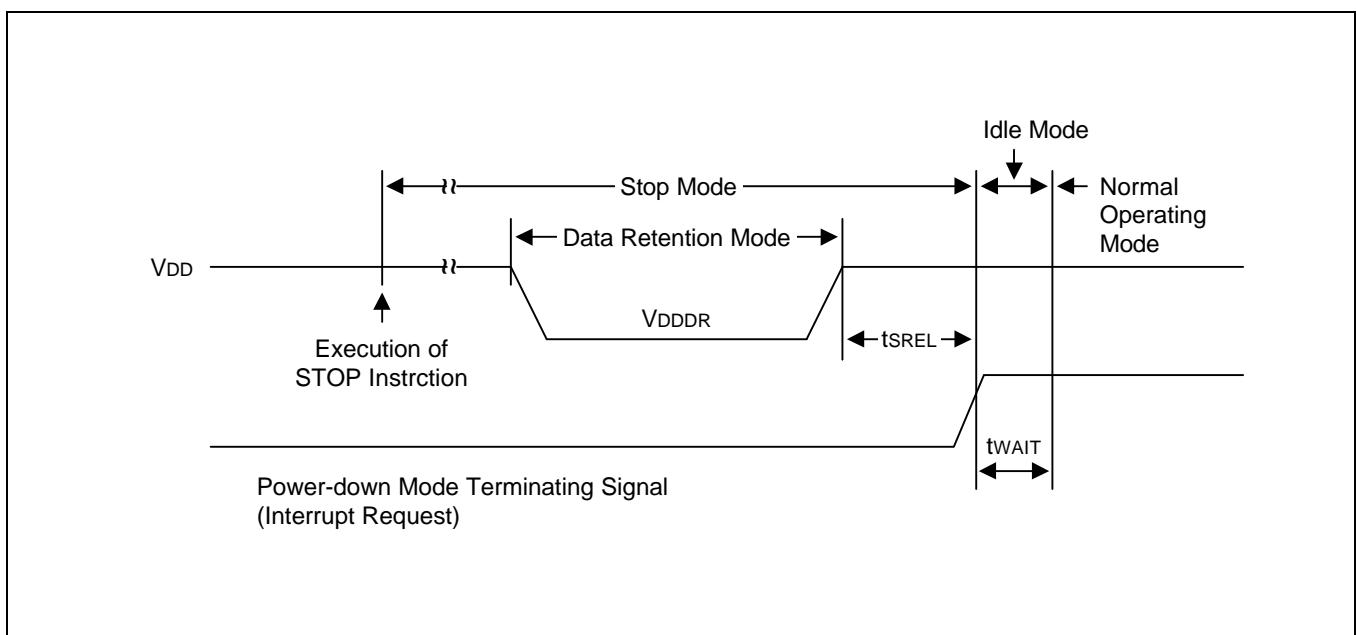 Idle Mode
Stop Mode
Normal
Operating
Mode
Data Retention Mode
VDD
VDDDR
tSREL
Execution of
STOP Instrction
tWAIT
Power-down Mode Terminating Signal
(Interrupt Request)